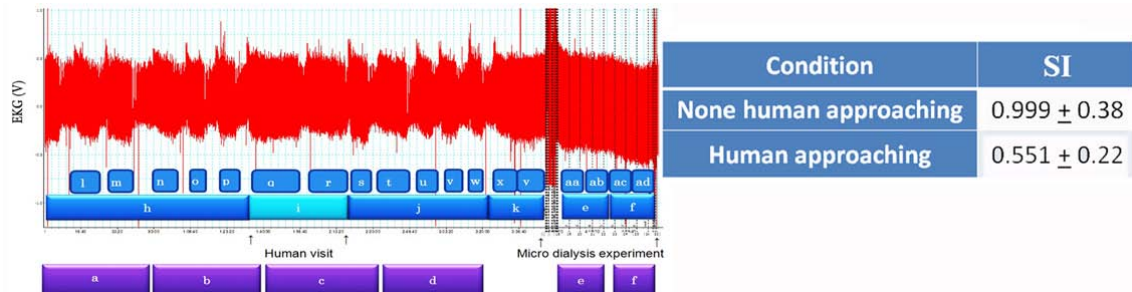 EKG (V)
l m n o p q r s t u v w x v aa ab ac ad
h i j k e f
Human visit
Micro dialysis experiment
a b c d e f
Condition SI
None human approaching 0.999 ± 0.38
Human approaching 0.551 ± 0.22